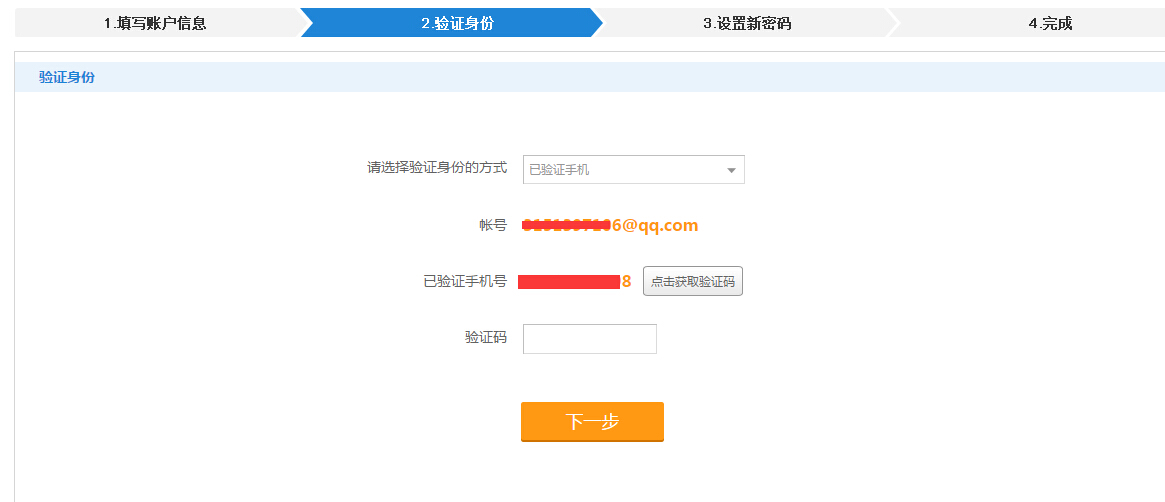 1.填写账户信息 2.验证身份 3.设置新密码 4.完成
验证身份
请选择验证身份的方式 已验证手机
帐号 6@qq.com
已验证手机号 8 点击获取验证码
验证码
下一步